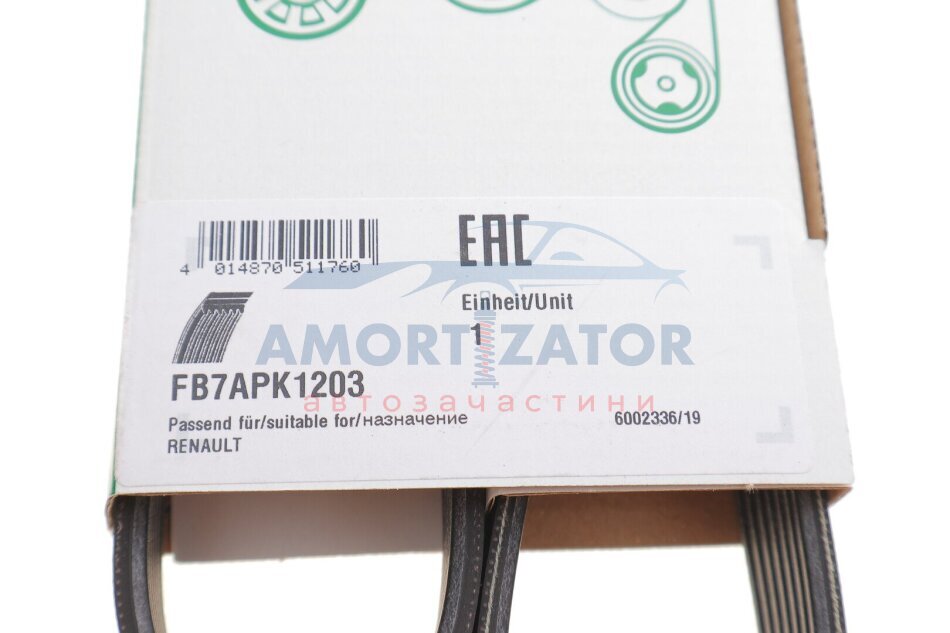 EAC
4 014870 511760
Einheit/Unit
1
AMORTIZATOR
FB7APK1203
автозачастини
Passend für/suitable for/назначение
6002336/19
RENAULT